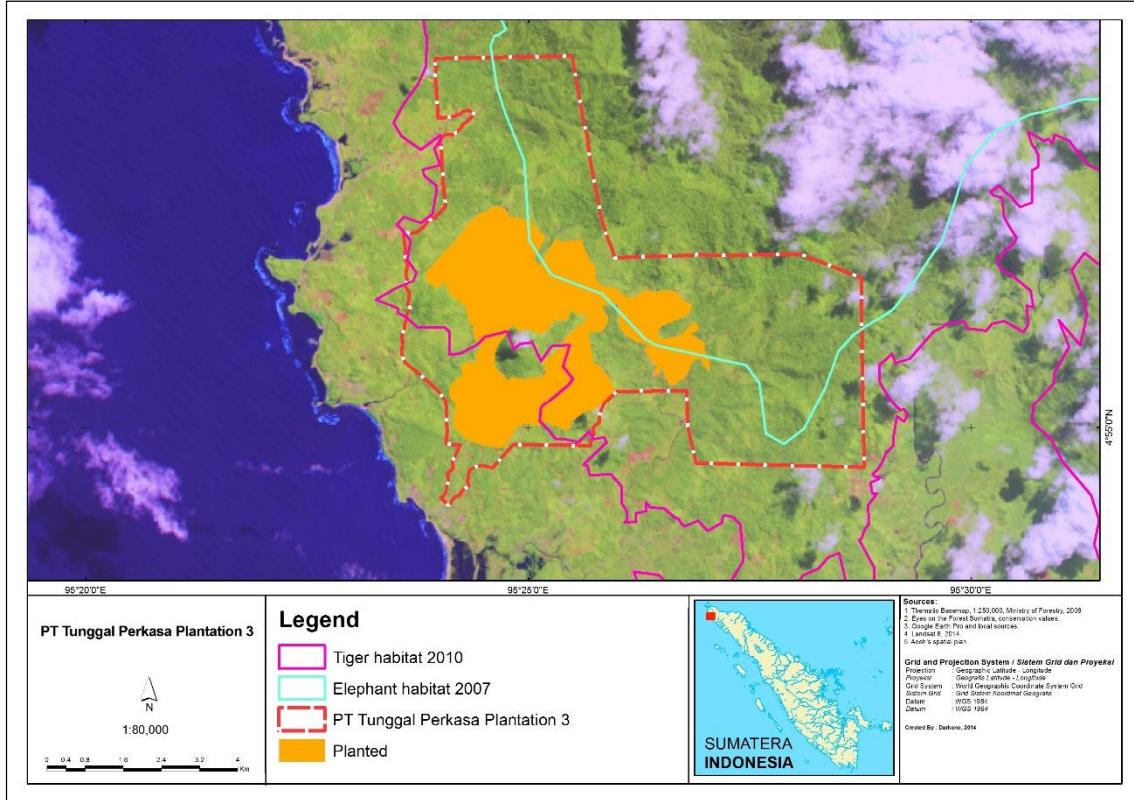 4°55'0"N
95°20'0"E
95°25'0"E
95°30'0"E
PT Tunggal Perkasa Plantation 3
N
1:80,000
0 0.4 0.8 1.6 2.4 3.2 4
Km
Legend
Tiger habitat 2010
Elephant habitat 2007
PT Tunggal Perkasa Plantation 3
Planted
SUMATERA
INDONESIA
Sources:
1. Thematic Basemap, 1:250,000, Ministry of Forestry,
2. Eyes on the Forest Sumatra, conservation values.
3. Google Earth Pro and local sources.
4. Landsat 8, 2014.
5. Aceh's spatial plan
Grid and Projection System / Sistem Grid dan Proyeksi
Projection : Geographic Latitude - Longitude
Proyeksi : Geografis Latitude - Longitude
Grid System : World Geographic Coordinate System Grid
Sistem Grid : Grid Sistem Koordinat Geografis
Datum : WGS 1984
Datum : WGS 1984
Created By : Darkono, 2014